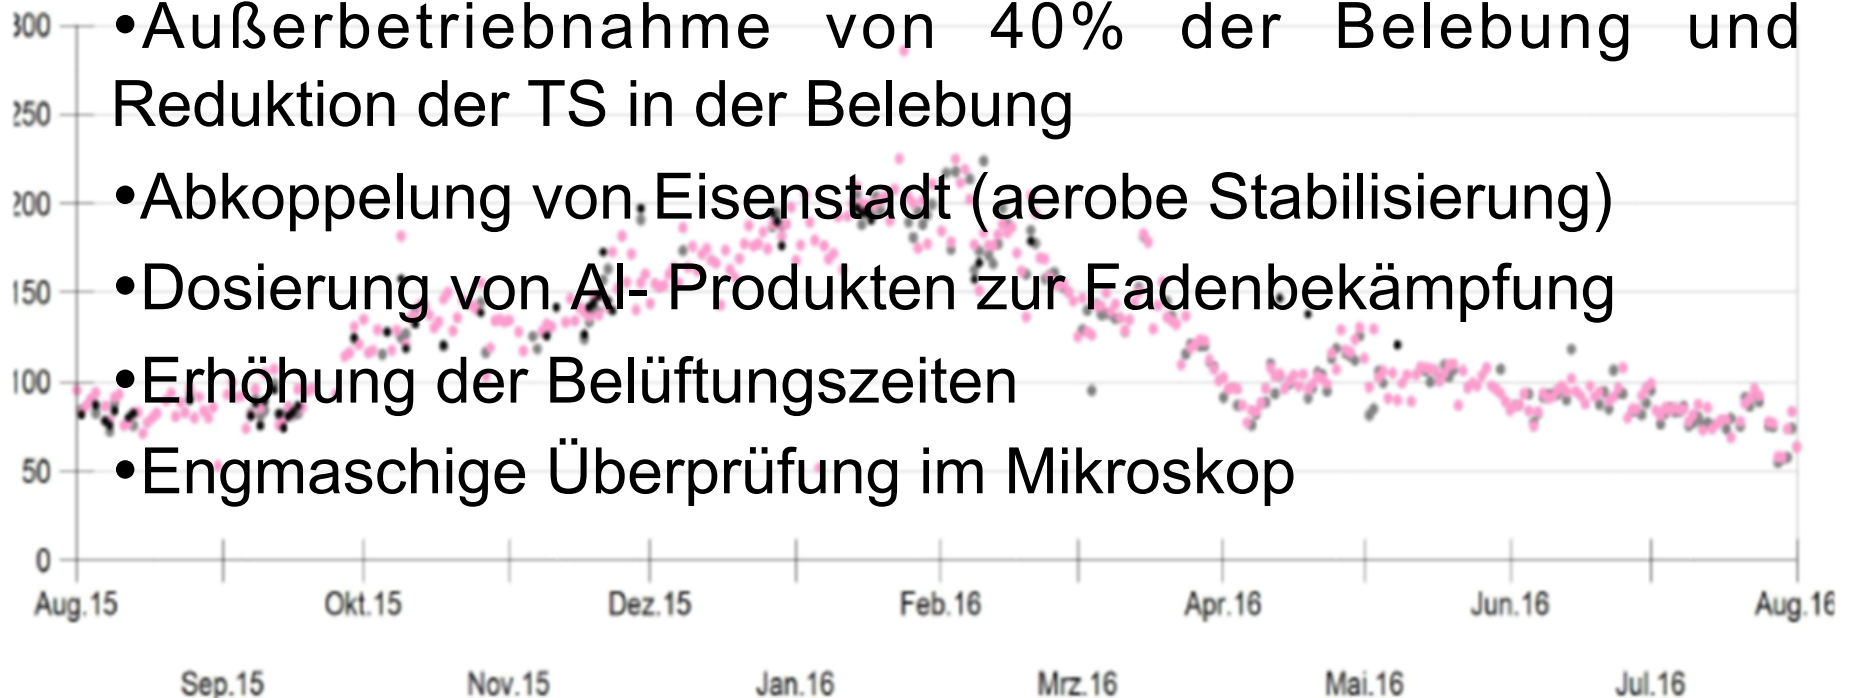 •Außerbetriebnahme von 40% der Belebung und
Reduktion der TS in der Belebung
•Abkoppelung von Eisenstadt (aerobe Stabilisierung)
•Dosierung von Al- Produkten zur Fadenbekämpfung
•Erhöhung der Belüftungszeiten
•Engmaschige Überprüfung im Mikroskop
300
250
200
150
100
50
0
Aug.15 Okt.15 Dez.15 Feb.16 Apr.16 Jun.16 Aug.16
Sep.15 Nov.15 Jan.16 Mrz.16 Mai.16 Jul.16